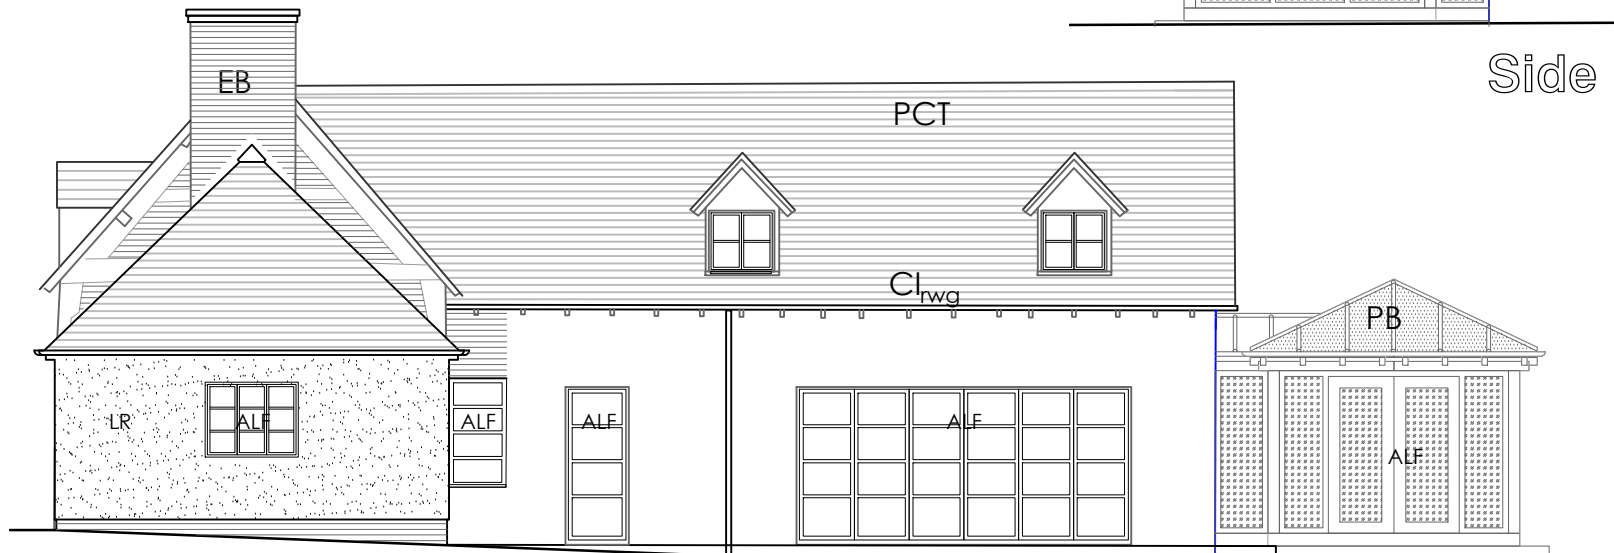 Side
EB
PCT
CIrwg
PB
LR
ALF
ALF
ALF
ALF
ALF